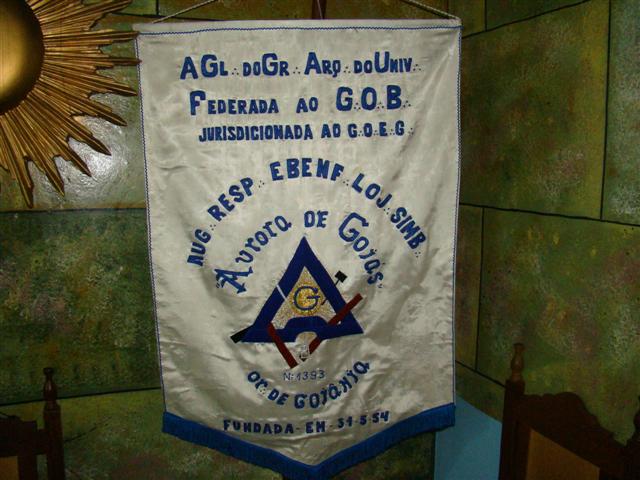 A GL∴ DO GR∴ ARQ∴ DO UNIV∴
FEDERADA AO G∴O∴B∴
JURISDICIONADA AO G∴O∴E∴G∴
AUG∴ RESP∴ E BENF∴ LOJ∴ SIMB∴
"Aurora de Goiás"
G
Nº 1393
OR∴ DE GOIÂNIA
FUNDADA - EM - 31-5-54